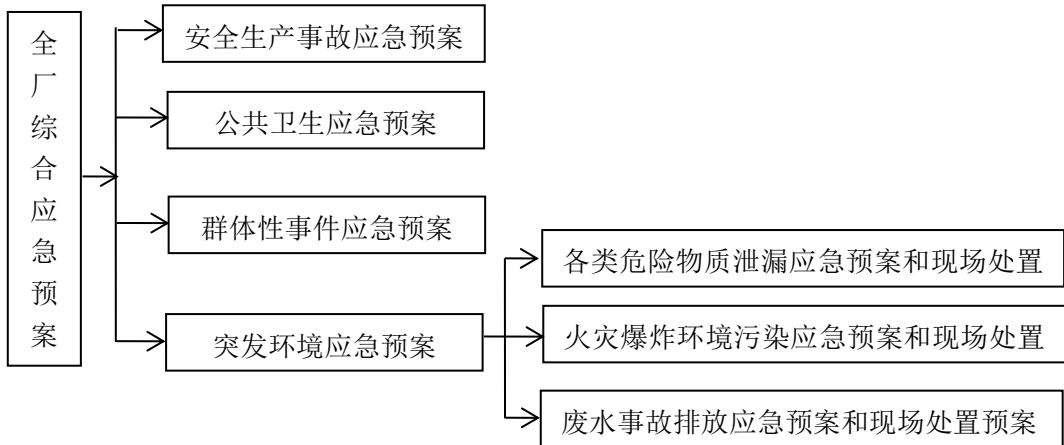 全厂综合应急预案
安全生产事故应急预案
公共卫生应急预案
群体性事件应急预案
突发环境应急预案
各类危险物质泄漏应急预案和现场处置
火灾爆炸环境污染应急预案和现场处置
废水事故排放应急预案和现场处置预案